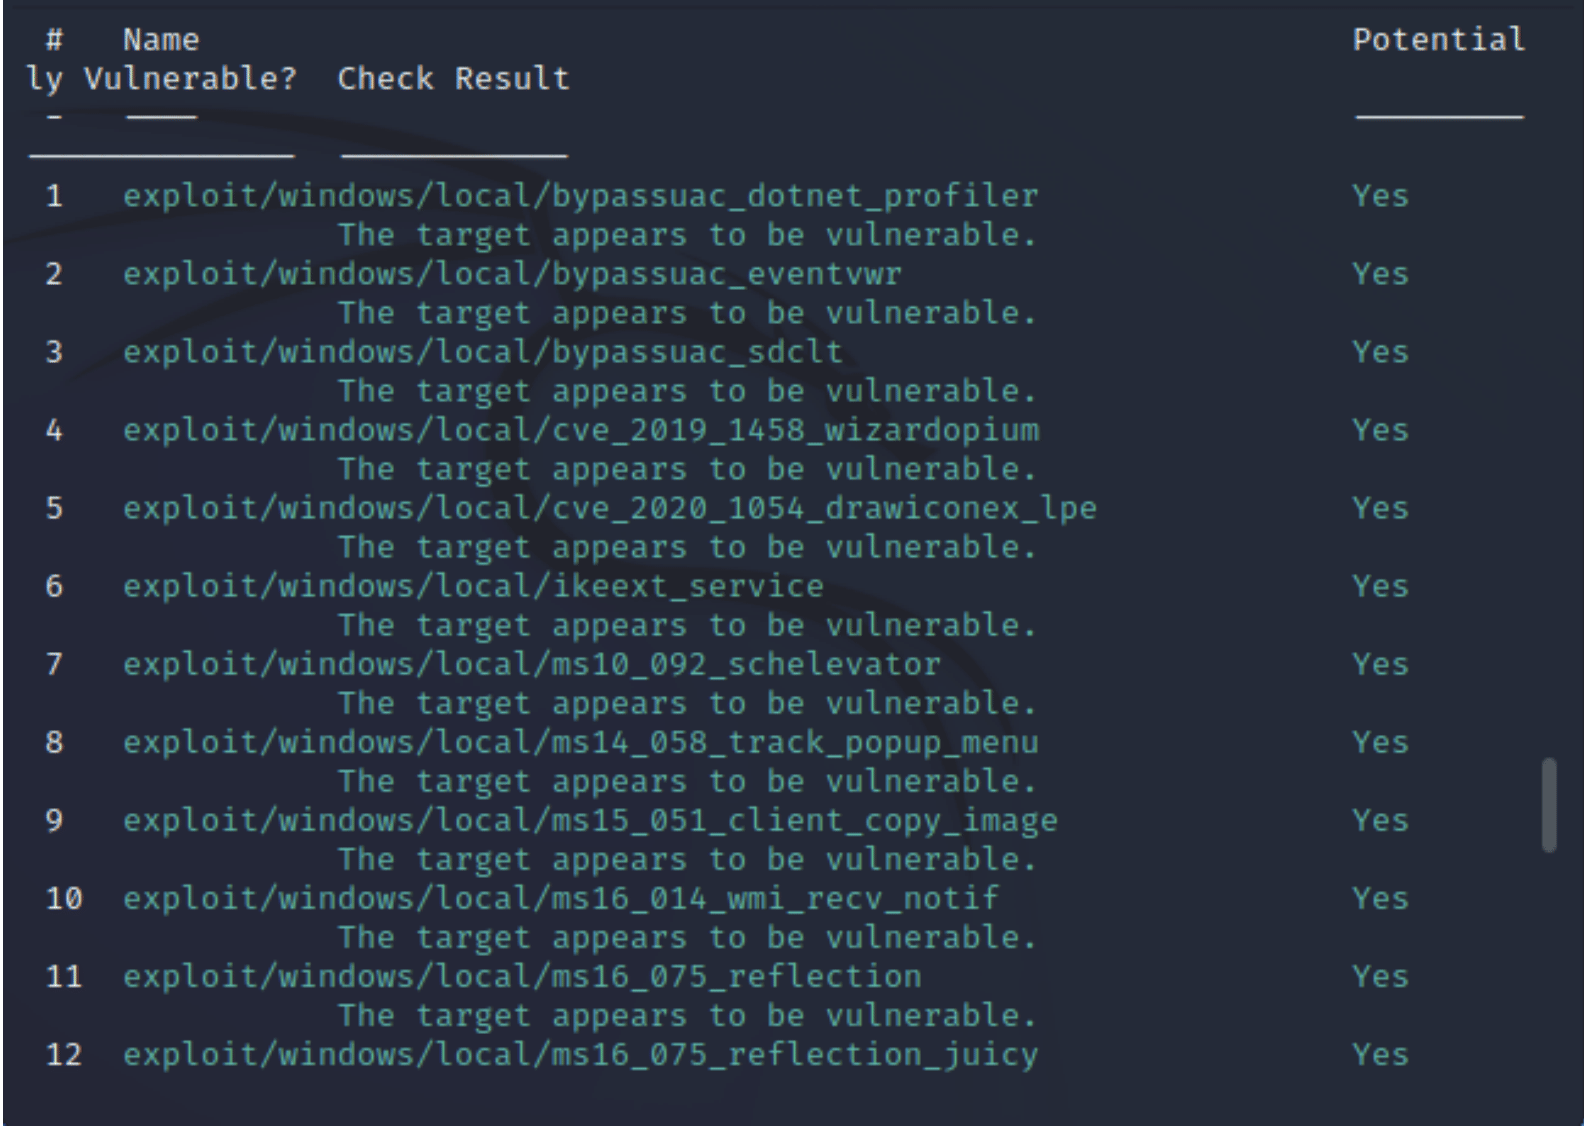 # Name Potential
ly Vulnerable? Check Result
- ---- ---------
-------------- ------------
1 exploit/windows/local/bypassuac_dotnet_profiler Yes
The target appears to be vulnerable.
2 exploit/windows/local/bypassuac_eventvwr Yes
The target appears to be vulnerable.
3 exploit/windows/local/bypassuac_sdclt Yes
The target appears to be vulnerable.
4 exploit/windows/local/cve_2019_1458_wizardopium Yes
The target appears to be vulnerable.
5 exploit/windows/local/cve_2020_1054_drawiconex_lpe Yes
The target appears to be vulnerable.
6 exploit/windows/local/ikeext_service Yes
The target appears to be vulnerable.
7 exploit/windows/local/ms10_092_schelevator Yes
The target appears to be vulnerable.
8 exploit/windows/local/ms14_058_track_popup_menu Yes
The target appears to be vulnerable.
9 exploit/windows/local/ms15_051_client_copy_image Yes
The target appears to be vulnerable.
10 exploit/windows/local/ms16_014_wmi_recv_notif Yes
The target appears to be vulnerable.
11 exploit/windows/local/ms16_075_reflection Yes
The target appears to be vulnerable.
12 exploit/windows/local/ms16_075_reflection_juicy Yes